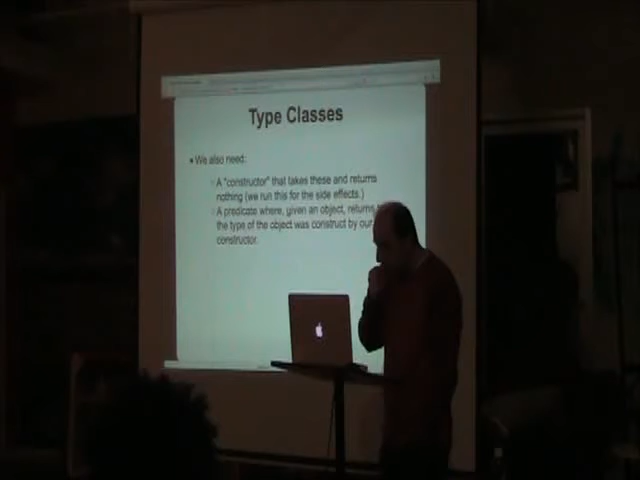 Type Classes
• We also need:
○ A "constructor" that takes these and returns
nothing (we run this for the side effects.)
○ A predicate where, given an object, returns
the type of the object was construct by our
constructor.